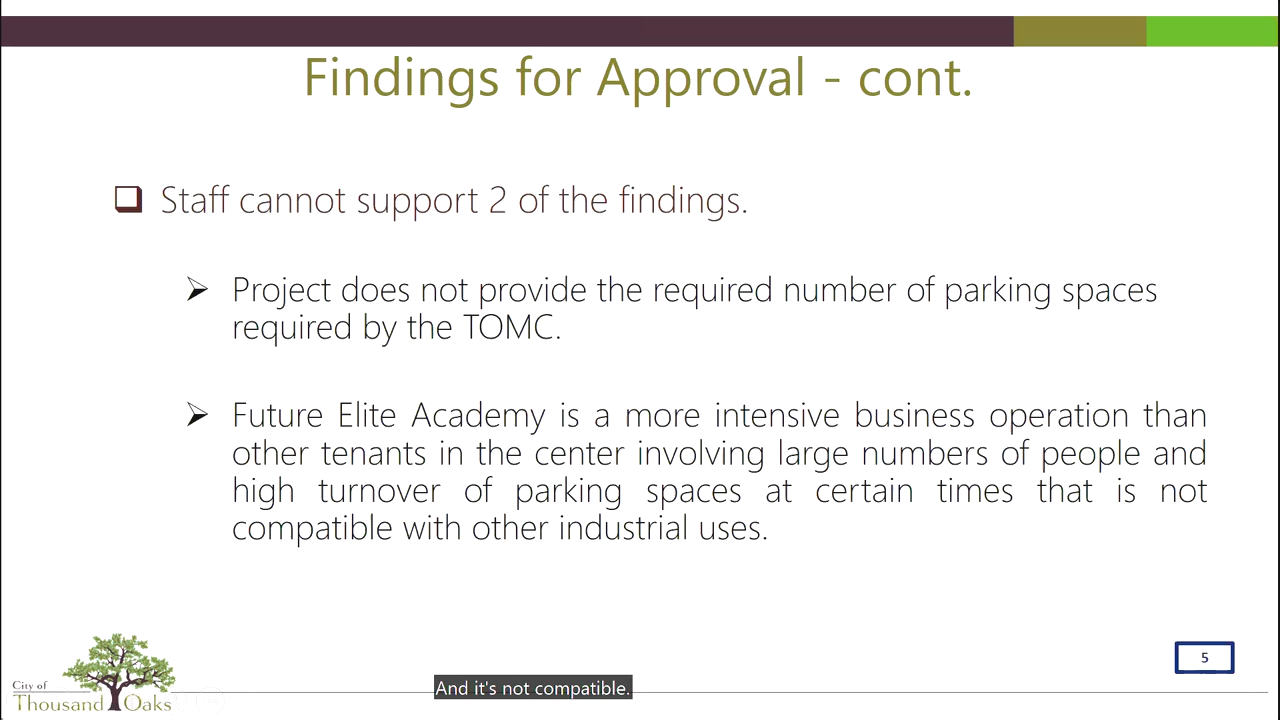 Findings for Approval - cont.
Staff cannot support 2 of the findings.
Project does not provide the required number of parking spaces
required by the TOMC.
Future Elite Academy is a more intensive business operation than
other tenants in the center involving large numbers of people and
high turnover of parking spaces at certain times that is not
compatible with other industrial uses.
5
City of
Thousand Oaks
And it's not compatible.